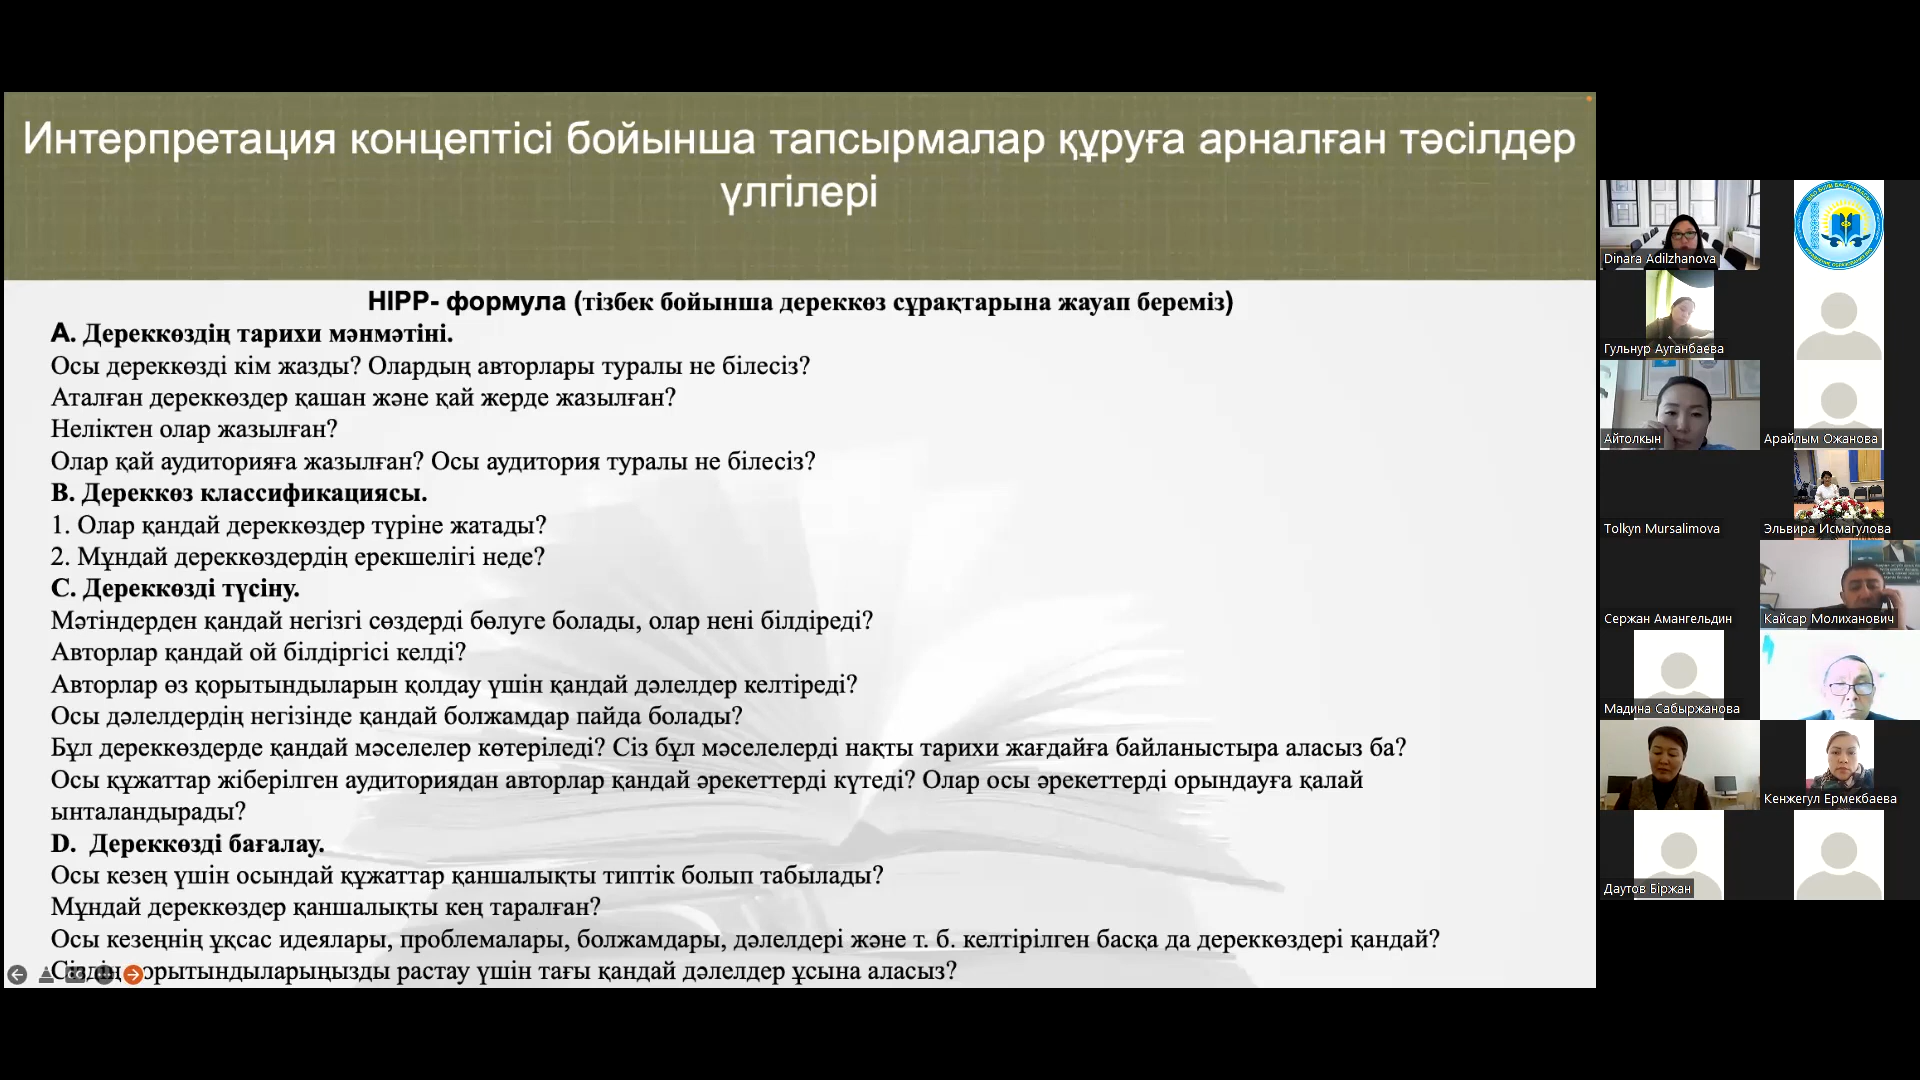 Интерпретация концептісі бойынша тапсырмалар құруға арналған тәсілдер
үлгілері
HIPP- формула (тізбек бойынша дереккөз сұрақтарына жауап береміз)
A. Дереккөздің тарихи мәнмәтіні.
Осы дереккөзді кім жазды? Олардың авторлары туралы не білесіз?
Аталған дереккөздер қашан және қай жерде жазылған?
Неліктен олар жазылған?
Олар қай аудиторияға жазылған? Осы аудитория туралы не білесіз?
B. Дереккөз классификациясы.
1. Олар қандай дереккөздер түріне жатады?
2. Мұндай дереккөздердің ерекшелігі неде?
C. Дереккөзді түсіну.
Мәтіндерден қандай негізгі сөздерді бөлуге болады, олар нені білдіреді?
Авторлар қандай ой білдіргісі келді?
Авторлар өз қорытындыларын қолдау үшін қандай дәлелдер келтіреді?
Осы дәлелдердің негізінде қандай болжамдар пайда болады?
Бұл дереккөздерде қандай мәселелер көтеріледі? Сіз бұл мәселелерді нақты тарихи жағдайға байланыстыра аласыз ба?
Осы құжаттар жіберілген аудиториядан авторлар қандай әрекеттерді күтеді? Олар осы әрекеттерді орындауға қалай
ынталандырады?
D. Дереккөзді бағалау.
Осы кезең үшін осындай құжаттар қаншалықты типтік болып табылады?
Мұндай дереккөздер қаншалықты кең таралған?
Осы кезеңнің ұқсас идеялары, проблемалары, болжамдары, дәлелдері және т. б. келтірілген басқа да дереккөздері қандай?
Сіздің қорытындыларыңызды растау үшін тағы қандай дәлелдер ұсына аласыз?
Dinara Adilzhanova
Гульнур Ауганбаева
Айтолкын
Арайлым Ожанова
Tolkyn Mursalimova
Эльвира Исмагулова
Сержан Амангельдин
Кайсар Молиханович
Мадина Сабыржанова
Кенжегул Ермекбаева
Даутов Біржан